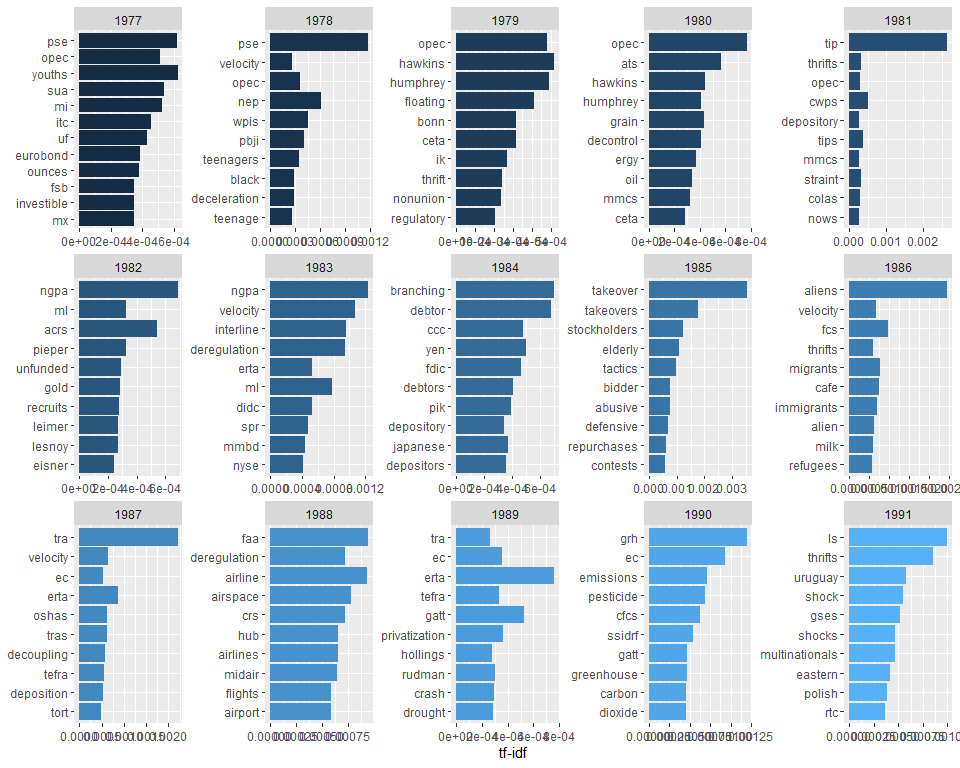 1977
pse
opec
youths
sua
mi
itc
uf
eurobond
ounces
fsb
investible
mx
1978
pse
velocity
opec
nep
wpis
pbji
teenagers
black
deceleration
teenage
1979
opec
hawkins
humphrey
floating
bonn
ceta
ik
thrift
nonunion
regulatory
1980
opec
ats
hawkins
humphrey
grain
decontrol
ergy
oil
mmcs
ceta
1981
tip
thrifts
opec
cwps
depository
tips
mmcs
straint
colas
nows
0.000 0.001 0.002
1982
ngpa
ml
acrs
pieper
unfunded
gold
recruits
leimer
lesnoy
eisner
1983
ngpa
velocity
interline
deregulation
erta
ml
didc
spr
mmbd
nyse
1984
branching
debtor
ccc
yen
fdic
debtors
pik
depository
japanese
depositors
1985
takeover
takeovers
stockholders
elderly
tactics
bidder
abusive
defensive
repurchases
contests
0.000 0.001 0.002 0.003
1986
aliens
velocity
fcs
thrifts
migrants
cafe
immigrants
alien
milk
refugees
1987
tra
velocity
ec
erta
oshas
tras
decoupling
tefra
deposition
tort
1988
faa
deregulation
airline
airspace
crs
hub
airlines
midair
flights
airport
1989
tra
ec
erta
tefra
gatt
privatization
hollings
rudman
crash
drought
1990
grh
ec
emissions
pesticide
cfcs
ssidrf
gatt
greenhouse
carbon
dioxide
1991
ls
thrifts
uruguay
shock
gses
shocks
multinationals
eastern
polish
rtc
tf-idf